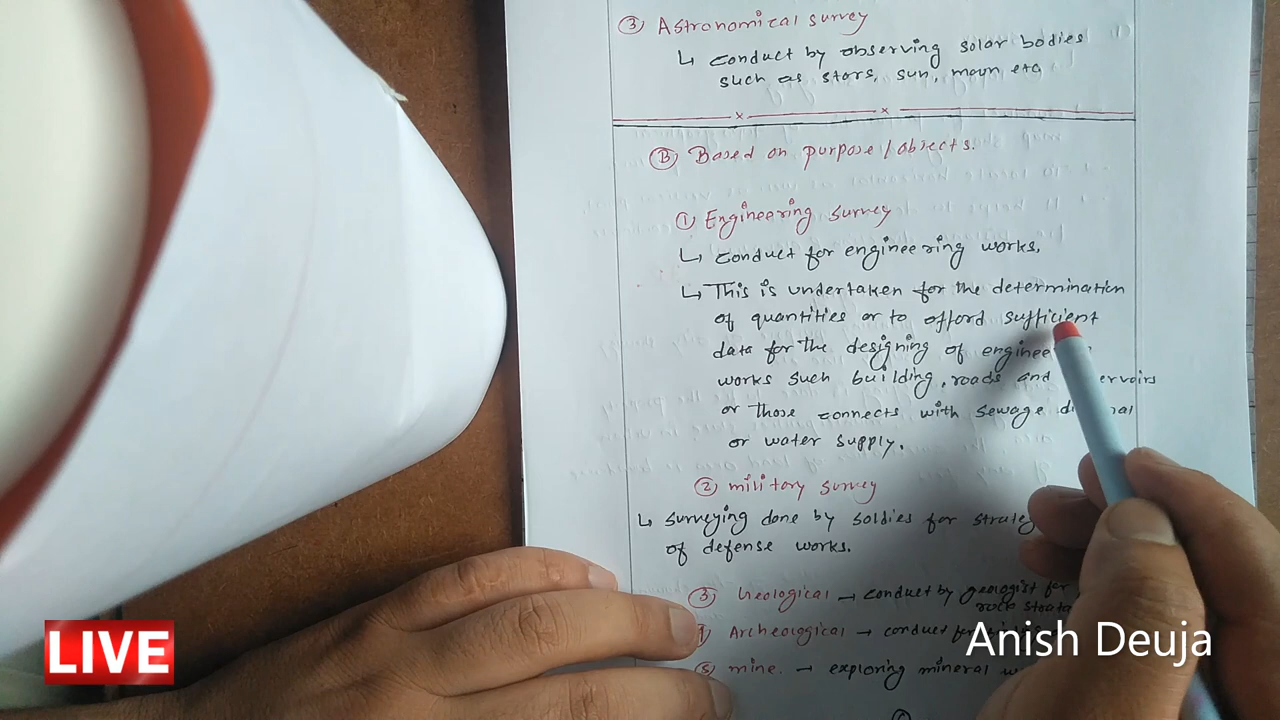 ③ Astronomical survey
↳ conduct by observing solar bodies
such as stars, sun, moon etc
Ⓑ Based on purpose/objects.
① Engineering survey
↳ conduct for engineering works,
↳ This is undertaken for the determination
of quantities or to afford sufficient
data for the designing of
works such building, roads and
or those connects with sewage
or water supply.
② military survey
↳ surveying done by soldies for
of defense works.
③ Geological → conduct by geologist for
rock strata
Archeological → conduct
⑤ mine. → exploring mineral
LIVE
Anish Deuja